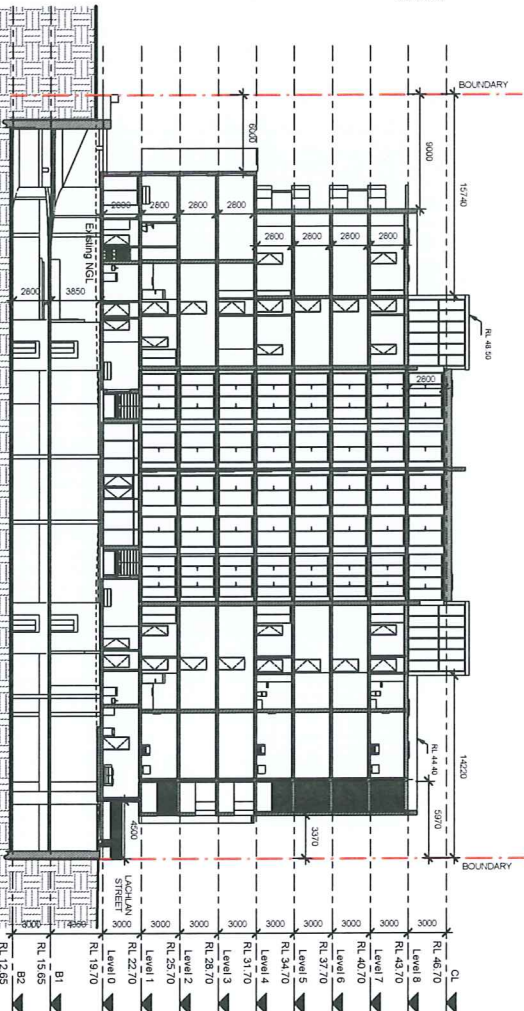 BOUNDARY
15740
9000
6000
RL 48.50
2800
2800
2800
2800
2800
2800
2800
2800
2800
Existing NGL
3850
2800
BOUNDARY
14220
RL 44.40
5970
3370
4500
LACHLAN
STREET
3000
3000
3000
3000
3000
3000
3000
3000
3000
4050
3000
CL
RL 46.70
Level 8
RL 43.70
Level 7
RL 40.70
Level 6
RL 37.70
Level 5
RL 34.70
Level 4
RL 31.70
Level 3
RL 28.70
Level 2
RL 25.70
Level 1
RL 22.70
Level 0
RL 19.70
B1
RL 15.65
B2
RL 12.65